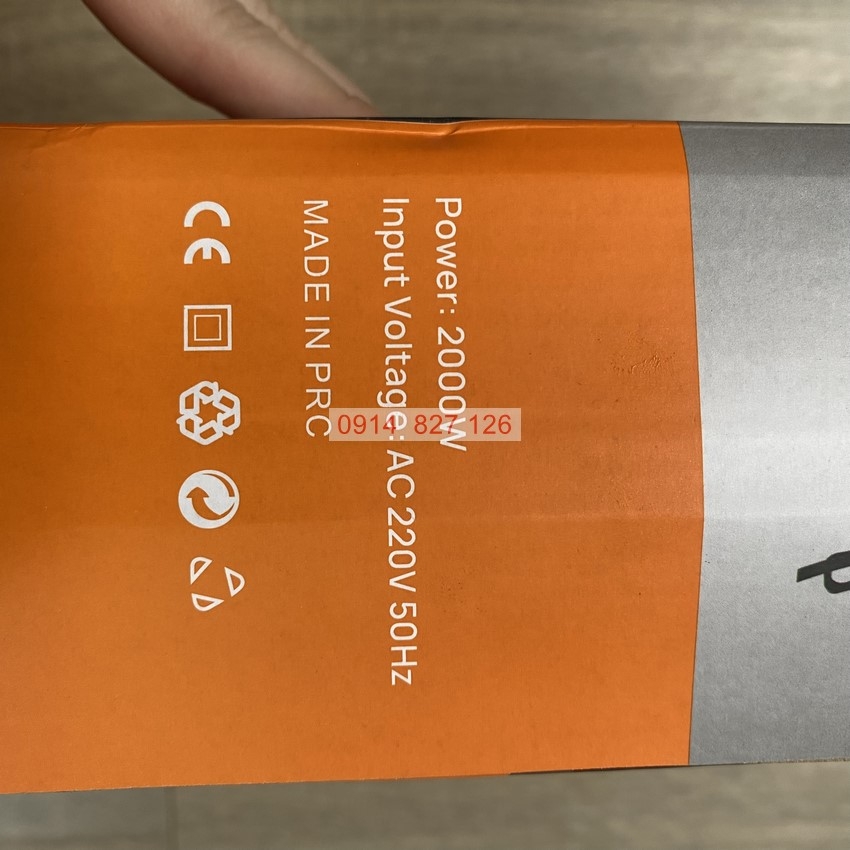 Power: 2000W
Input Voltage: AC 220V 50Hz
MADE IN PRC
CE
0914 827 126